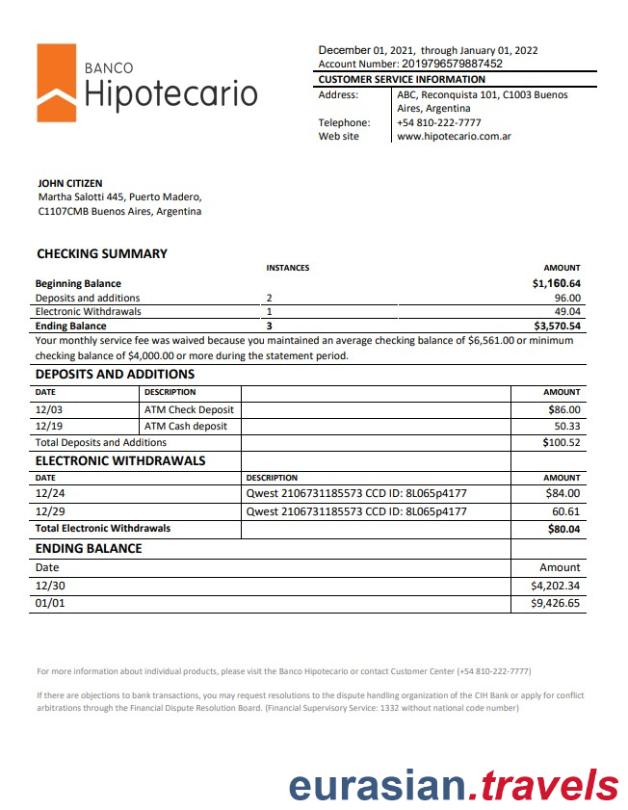 BANCO
Hipotecario
December 01, 2021, through January 01, 2022
Account Number: 2019796579887452
CUSTOMER SERVICE INFORMATION
Address: ABC, Reconquista 101, C1003 Buenos
Aires, Argentina
Telephone: +54 810-222-7777
Web site www.hipotecario.com.ar
JOHN CITIZEN
Martha Salotti 445, Puerto Madero,
C1107CMB Buenos Aires, Argentina
CHECKING SUMMARY
INSTANCES AMOUNT
Beginning Balance $1,160.64
Deposits and additions 2 96.00
Electronic Withdrawals 1 49.04
Ending Balance 3 $3,570.54
Your monthly service fee was waived because you maintained an average checking balance of $6,561.00 or minimum
checking balance of $4,000.00 or more during the statement period.
DEPOSITS AND ADDITIONS
DATE DESCRIPTION AMOUNT
12/03 ATM Check Deposit $86.00
12/19 ATM Cash deposit 50.33
Total Deposits and Additions $100.52
ELECTRONIC WITHDRAWALS
DATE DESCRIPTION AMOUNT
12/24 Qwest 2106731185573 CCD ID: 8L065p4177 $84.00
12/29 Qwest 2106731185573 CCD ID: 8L065p4177 60.61
Total Electronic Withdrawals $80.04
ENDING BALANCE
Date Amount
12/30 $4,202.34
01/01 $9,426.65
For more information about individual products, please visit the Banco Hipotecario or contact Customer Center (+54 810-222-7777)
If there are objections to bank transactions, you may request resolutions to the dispute handling organization of the CIH Bank or apply for conflict
arbitrations through the Financial Dispute Resolution Board. (Financial Supervisory Service: 1332 without national code number)
eurasian.travels